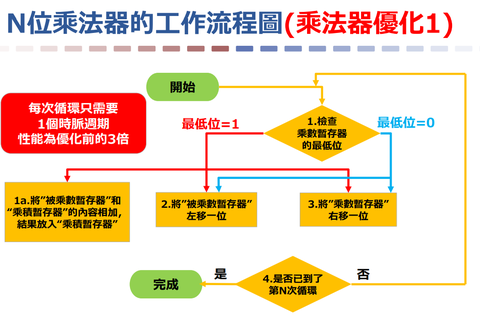 N位乘法器的工作流程圖(乘法器優化1)
開始
每次循環只需要
1個時脈週期
性能為優化前的3倍
最低位=1
1.檢查
乘數暫存器
的最低位
最低位=0
1a.將”被乘數暫存器”和
“乘積暫存器”的內容相加,
結果放入”乘積暫存器”
2.將”被乘數暫存器”
左移一位
3.將”乘數暫存器”
右移一位
完成
是
4.是否已到了
第N次循環
否